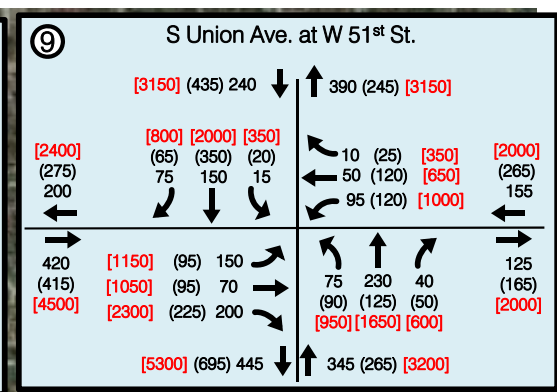 9 S Union Ave. at W 51st St.
[3150] (435) 240 390 (245) [3150]
[2400] [800] [2000] [350] 10 (25) [350] [2000]
(275) (65) (350) (20) 50 (120) [650] (265)
200 75 150 15 95 (120) [1000] 155
420 [1150] (95) 150 75 230 40 125
(415) [1050] (95) 70 (90) (125) (50) (165)
[4500] [2300] (225) 200 [950] [1650] [600] [2000]
[5300] (695) 445 345 (265) [3200]